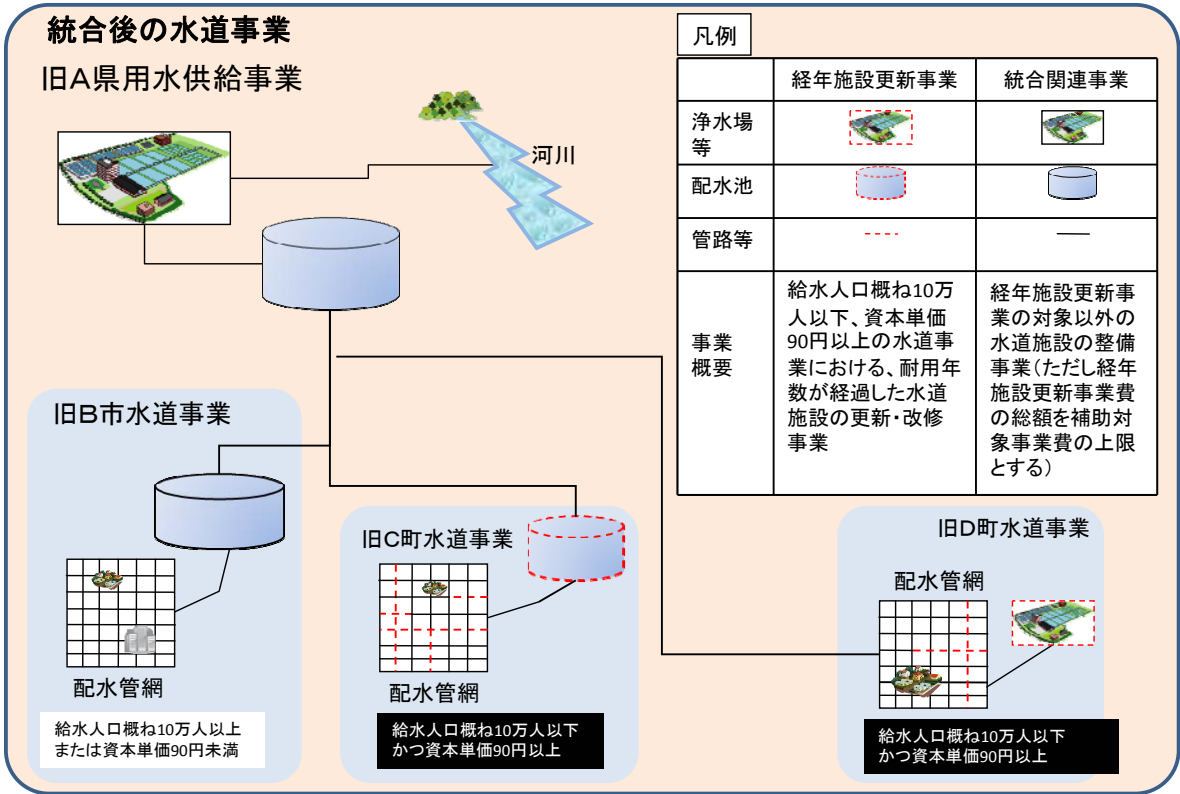 統合後の水道事業
旧A県用水供給事業
河川
凡例
経年施設更新事業
統合関連事業
浄水場
等
配水池
管路等
事業
概要
給水人口概ね10万
人以下、資本単価
90円以上の水道事
業における、耐用年
数が経過した水道
施設の更新・改修
事業
経年施設更新事
業の対象以外の
水道施設の整備
事業(ただし経年
施設更新事業費
の総額を補助対
象事業費の上限
とする)
旧B市水道事業
配水管網
給水人口概ね10万人以上
または資本単価90円未満
旧C町水道事業
配水管網
給水人口概ね10万人以下
かつ資本単価90円以上
旧D町水道事業
配水管網
給水人口概ね10万人以下
かつ資本単価90円以上